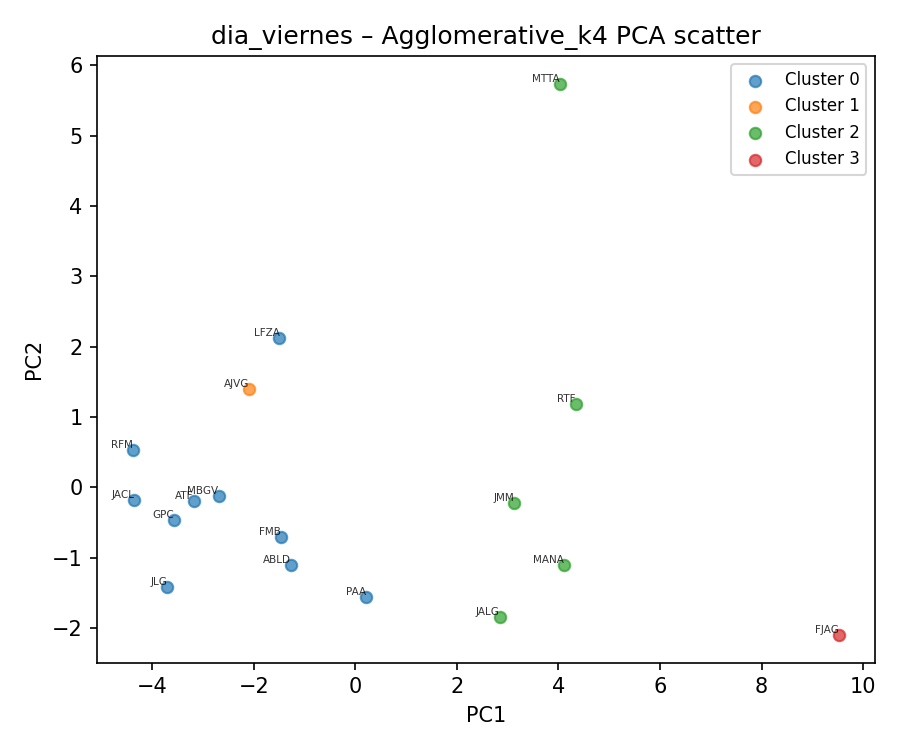 dia_viernes – Agglomerative_k4 PCA scatter
Cluster 0
Cluster 1
Cluster 2
Cluster 3
6
5
4
3
2
1
0
−1
−2
PC2
MTTA
LFZA
AJVG
RTF
RFM
JACL
ATF
MBGV
GPC
JMM
FMB
ABLD
MANA
JLG
PAA
JALG
FJAG
−4
−2
0
2
4
6
8
10
PC1